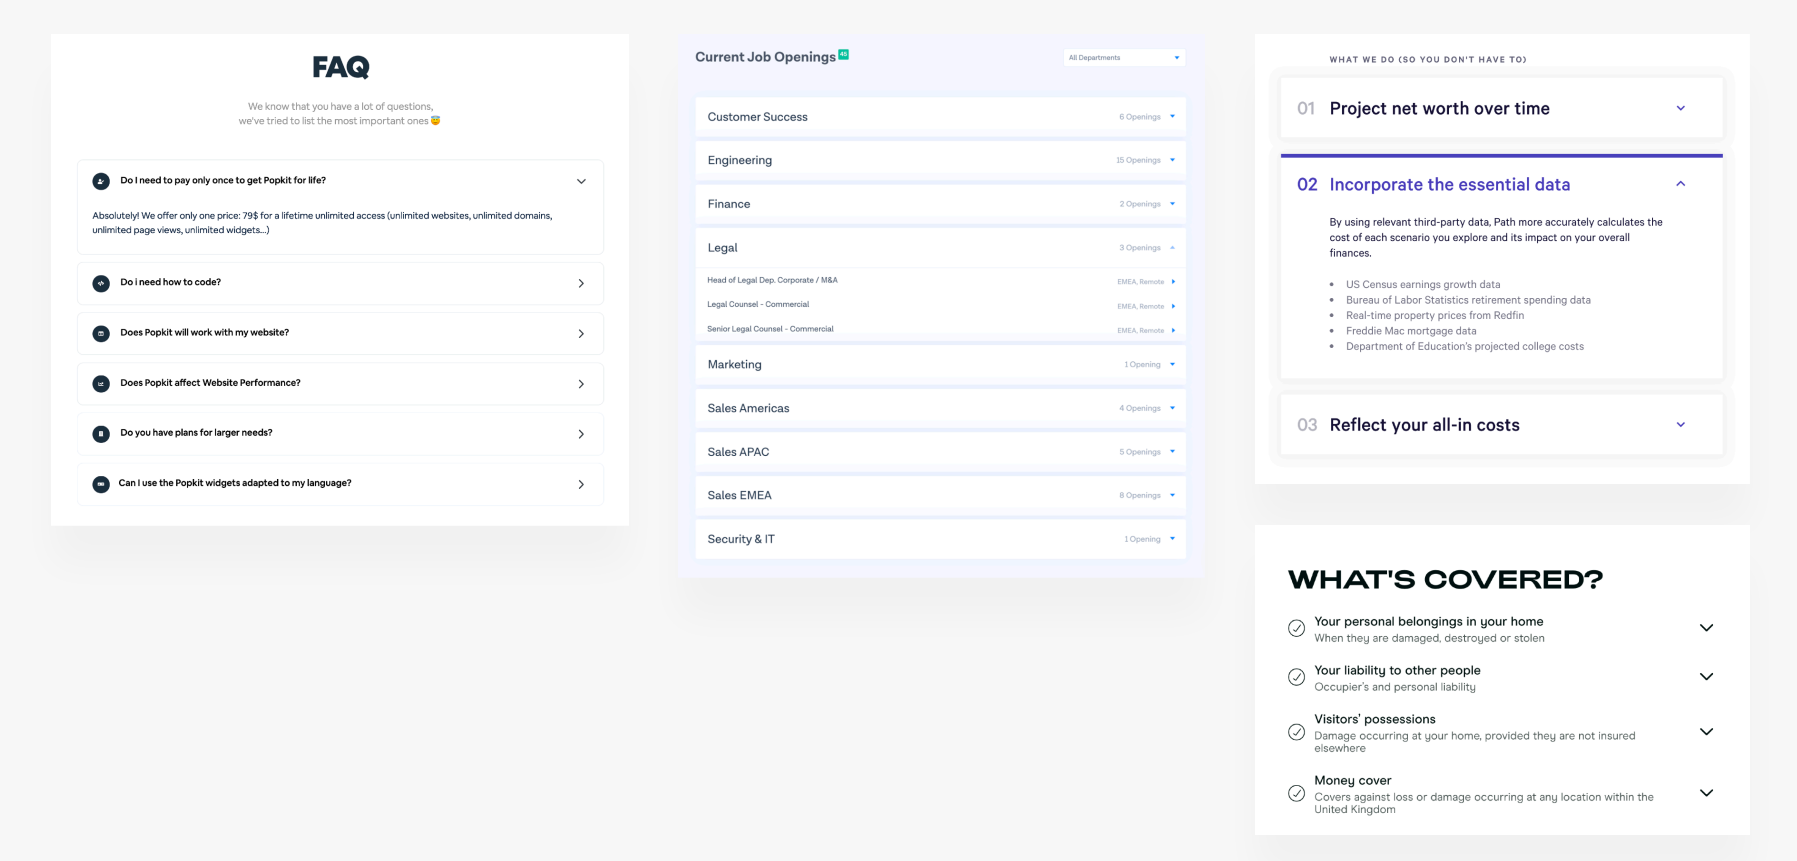 FAQ
We know that you have a lot of questions,
we've tried to list the most important ones 😇
Do I need to pay only once to get Popkit for life?
Absolutely! We offer only one price: 79$ for a lifetime unlimited access (unlimited websites, unlimited domains,
unlimited page views, unlimited widgets...)
Do i need how to code?
Does Popkit will work with my website?
Does Popkit affect Website Performance?
Do you have plans for larger needs?
Can I use the Popkit widgets adapted to my language?
Current Job Openings 45
All Departments
Customer Success 6 Openings
Engineering 15 Openings
Finance 2 Openings
Legal 3 Openings
Head of Legal Dep. Corporate / M&A EMEA, Remote
Legal Counsel - Commercial EMEA, Remote
Senior Legal Counsel - Commercial EMEA, Remote
Marketing 1 Opening
Sales Americas 4 Openings
Sales APAC 5 Openings
Sales EMEA 8 Openings
Security & IT 1 Opening
WHAT WE DO (SO YOU DON'T HAVE TO)
01 Project net worth over time
02 Incorporate the essential data
By using relevant third-party data, Path more accurately calculates the
cost of each scenario you explore and its impact on your overall
finances.
• US Census earnings growth data
• Bureau of Labor Statistics retirement spending data
• Real-time property prices from Redfin
• Freddie Mac mortgage data
• Department of Education's projected college costs
03 Reflect your all-in costs
WHAT'S COVERED?
Your personal belongings in your home
When they are damaged, destroyed or stolen
Your liability to other people
Occupier's and personal liability
Visitors' possessions
Damage occurring at your home, provided they are not insured
elsewhere
Money cover
Covers against loss or damage occurring at any location within the
United Kingdom